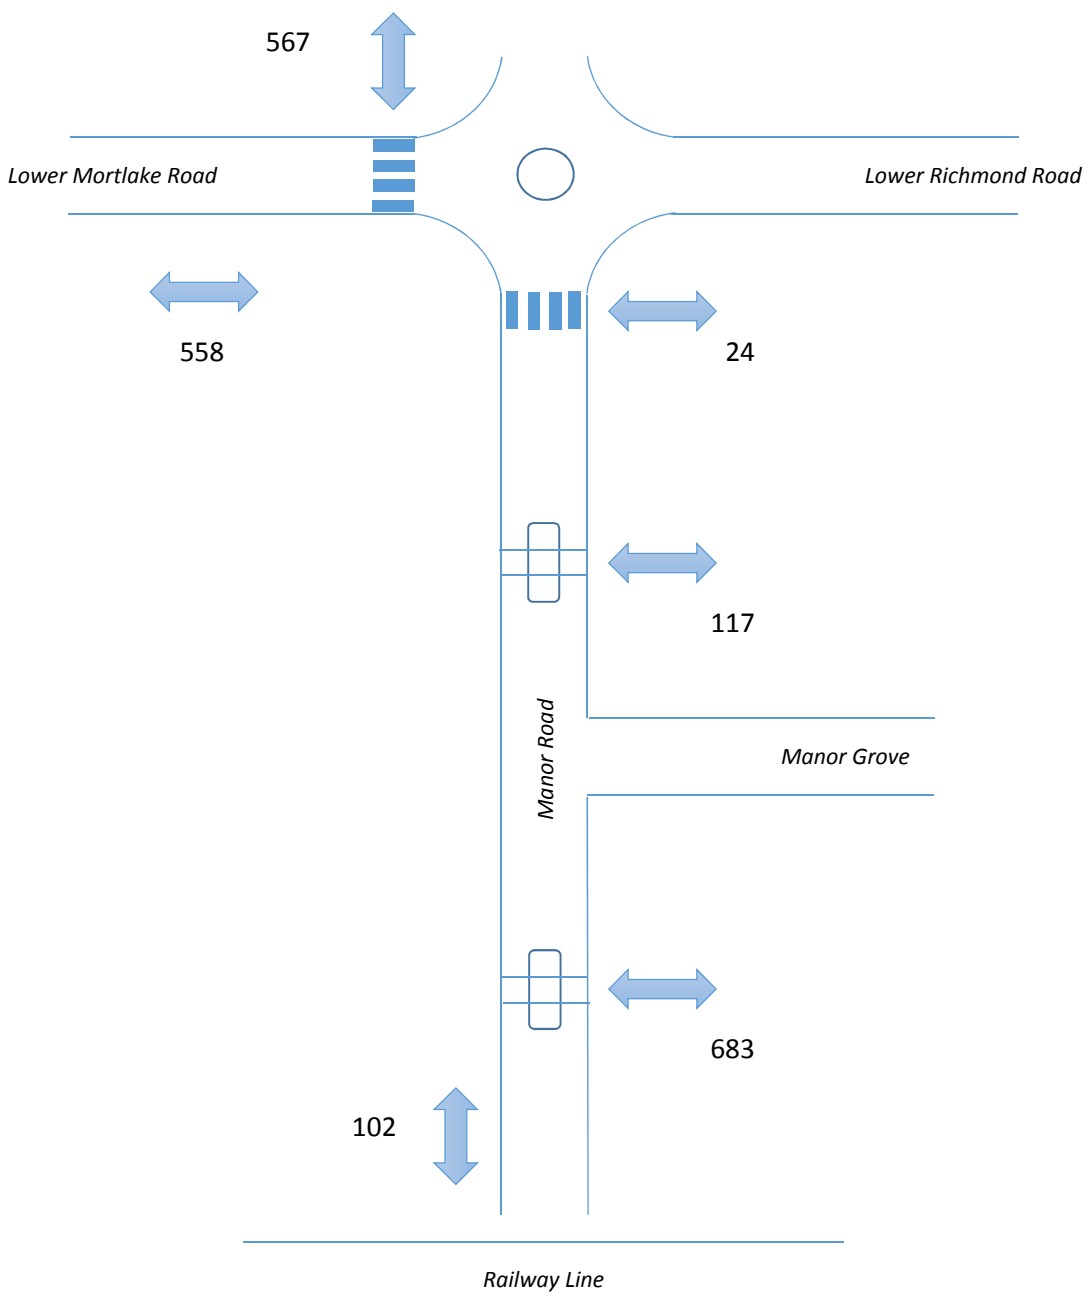 567
Lower Mortlake Road
Lower Richmond Road
558
24
117
Manor Road
Manor Grove
683
102
Railway Line